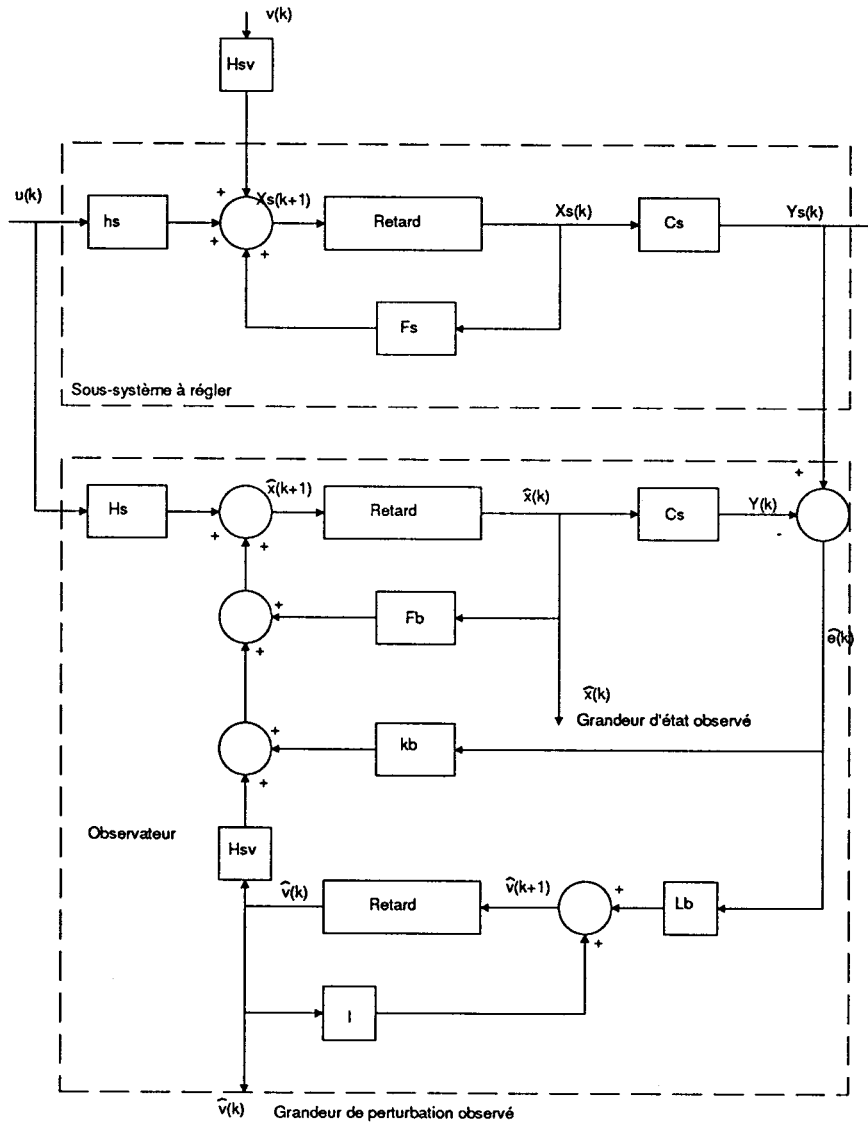 v(k)
Hsv
u(k)
hs
+
+
+
Xs(k+1)
Retard
Xs(k)
Cs
Ys(k)
Fs
Sous-système à régler
Hs
+
+
x̂(k+1)
Retard
x̂(k)
Cs
Y(k)
+
-
+
+
Fb
ê(k)
x̂(k)
Grandeur d'état observé
+
+
kb
Observateur
Hsv
v̂(k)
Retard
v̂(k+1)
+
+
Lb
I
v̂(k)
Grandeur de perturbation observé